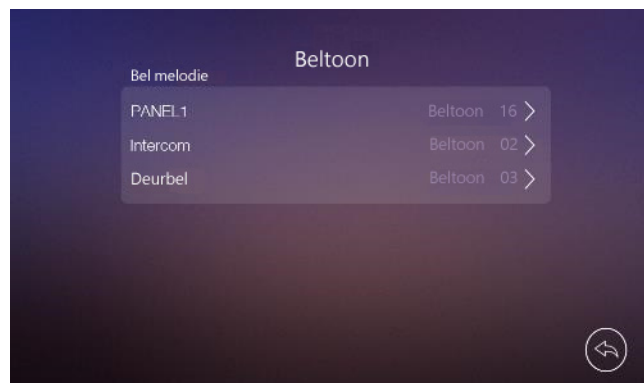 Beltoon
Bel melodie
PANEL1 Beltoon 16
Intercom Beltoon 02
Deurbel Beltoon 03